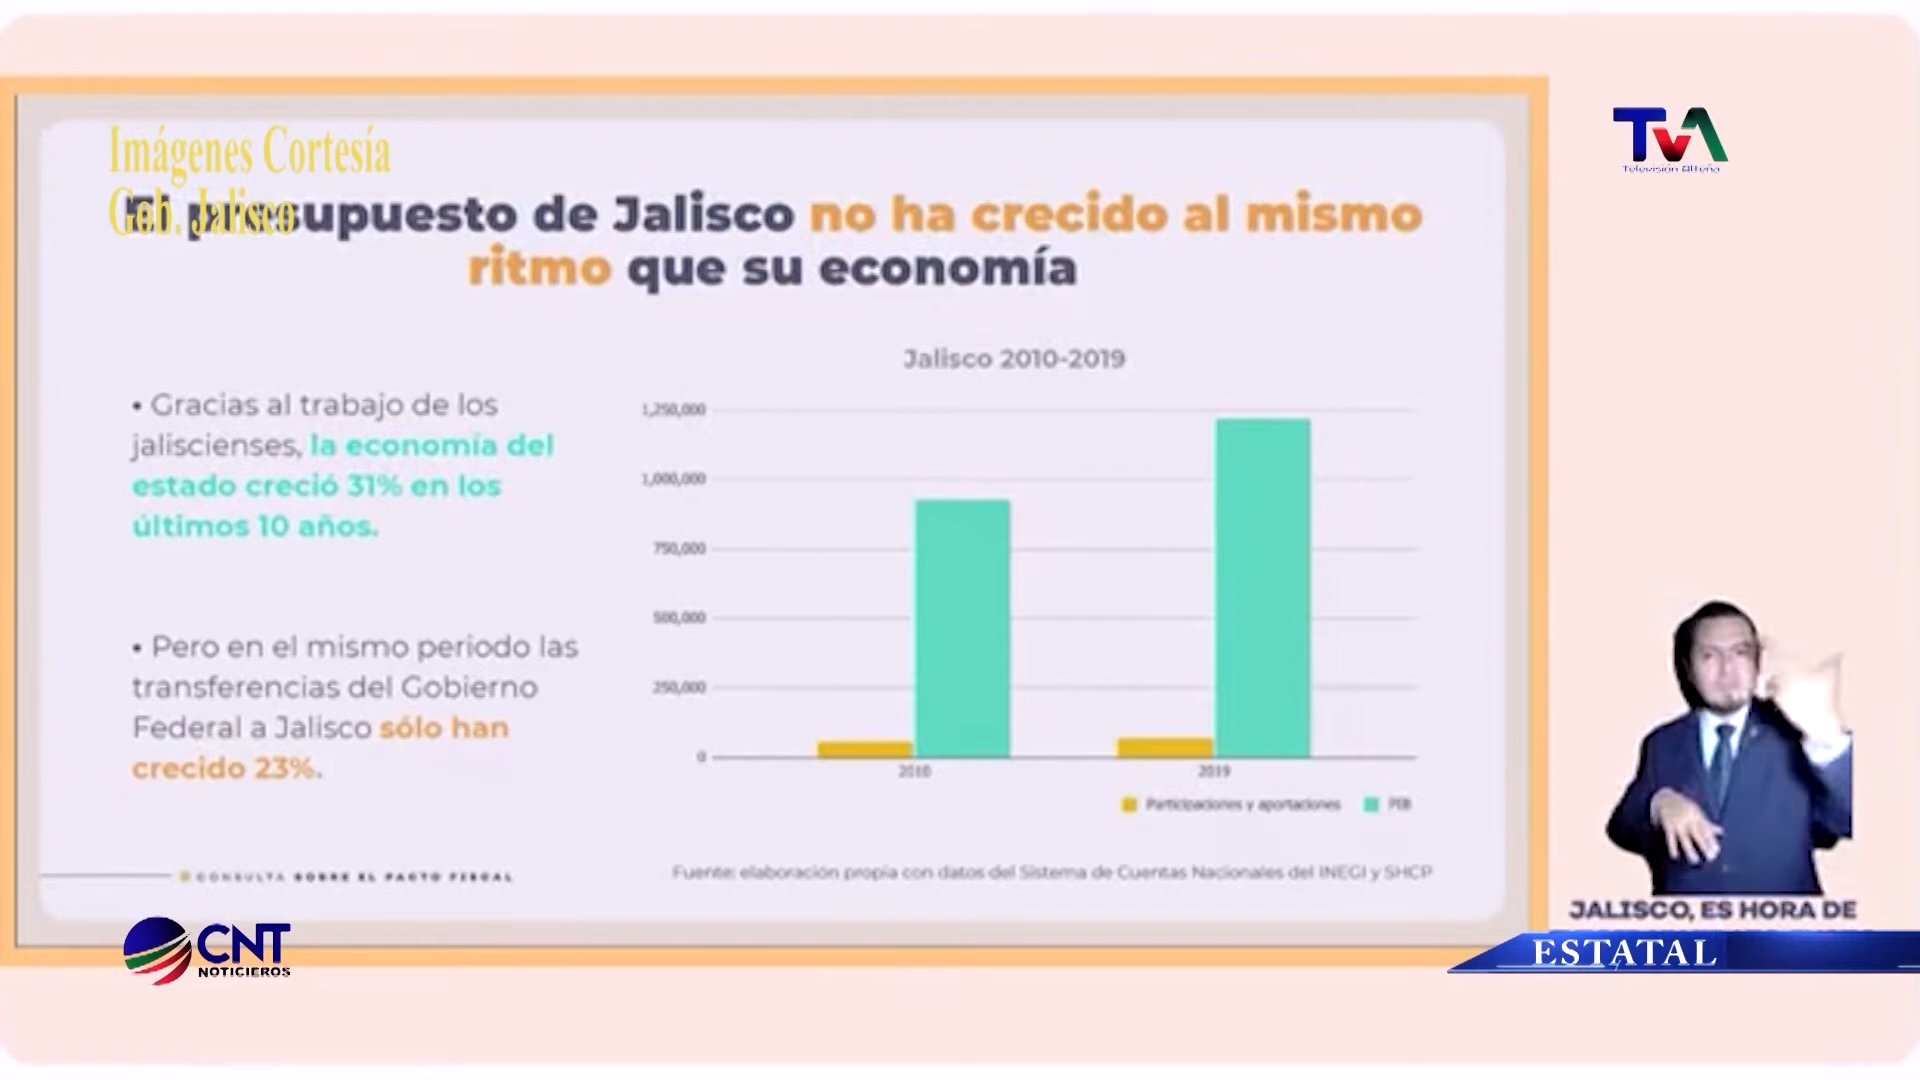 Imágenes Cortesía
Gob. Jalisco
El presupuesto de Jalisco no ha crecido al mismo
ritmo que su economía
TVA
Televisión Alteña
Jalisco 2010-2019
• Gracias al trabajo de los
jaliscienses, la economía del
estado creció 31% en los
últimos 10 años.
• Pero en el mismo periodo las
transferencias del Gobierno
Federal a Jalisco sólo han
crecido 23%.
1,250,000
1,000,000
750,000
500,000
250,000
0
2010
2019
Participaciones y aportaciones
PIB
CONSULTA SOBRE EL PACTO FISCAL
Fuente: elaboración propia con datos del Sistema de Cuentas Nacionales del INEGI y SHCP
JALISCO, ES HORA DE
CNT
NOTICIEROS
ESTATAL